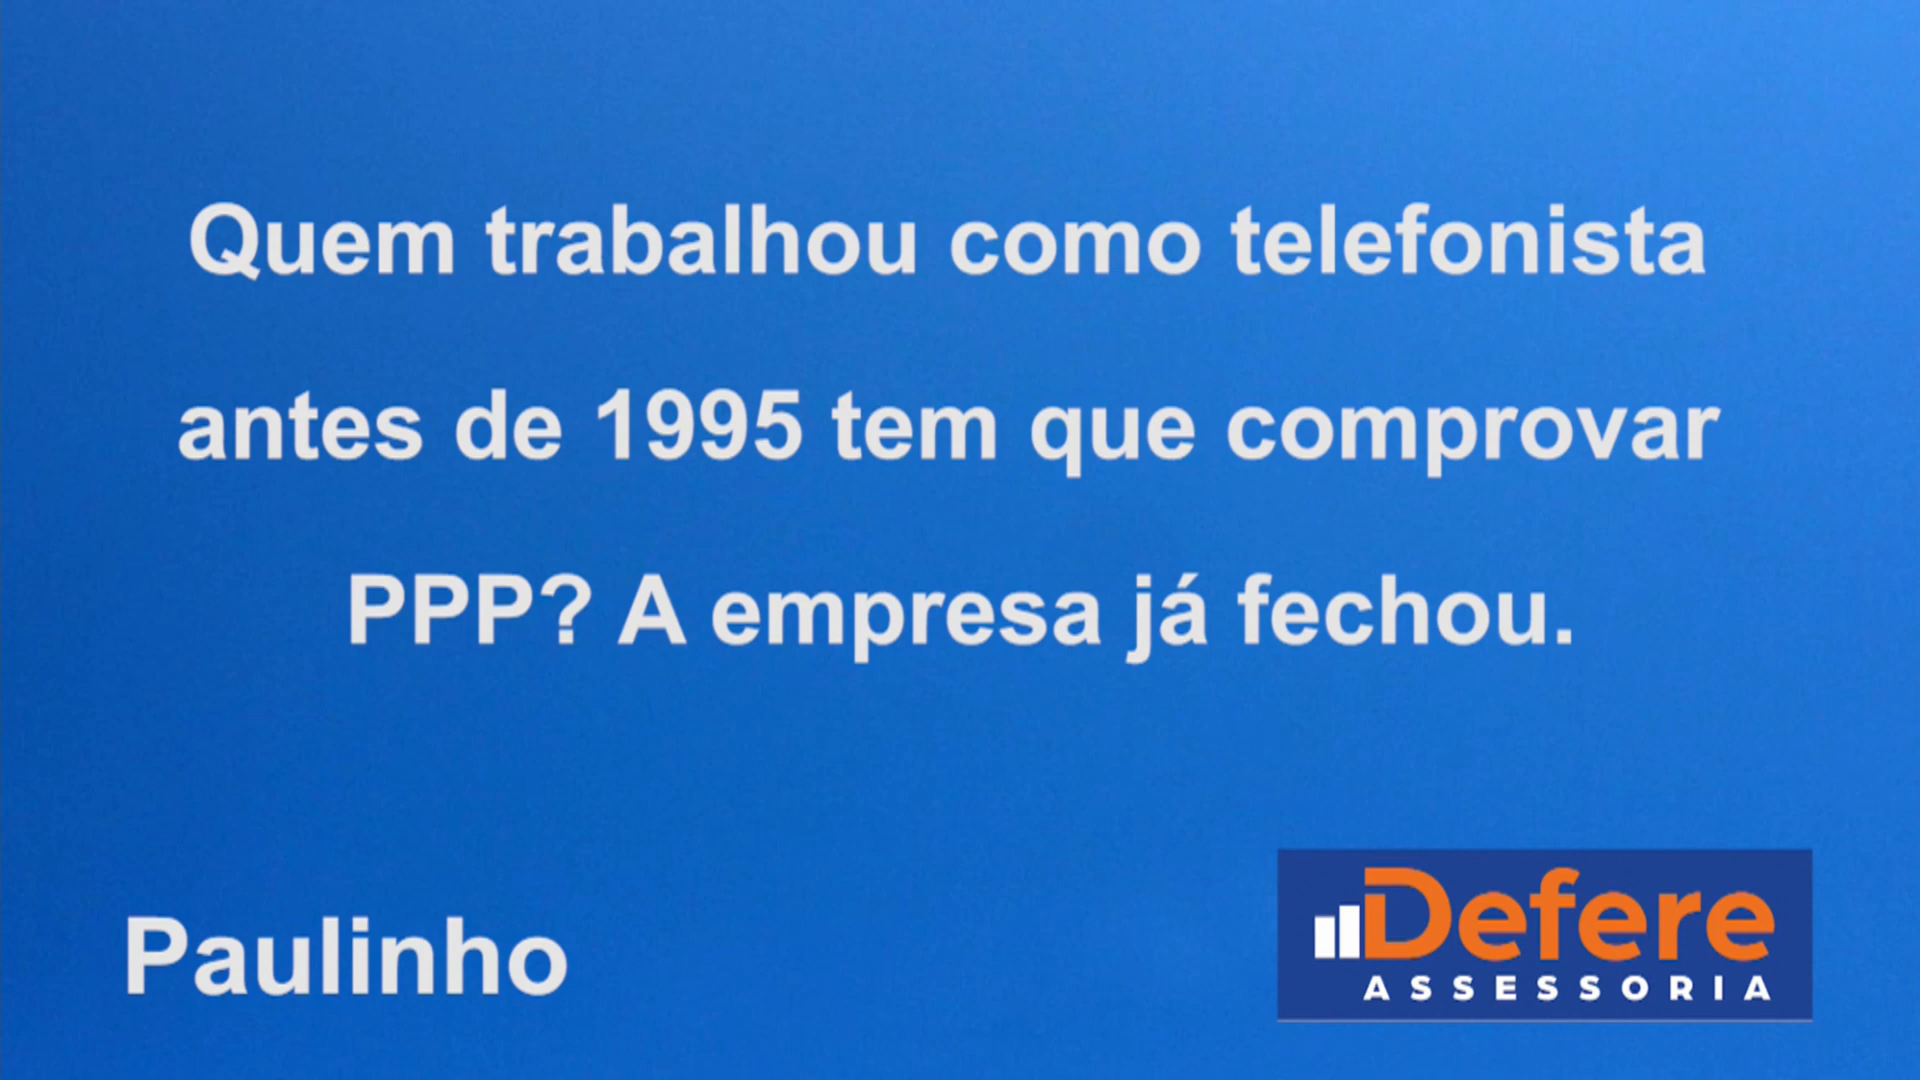 Quem trabalhou como telefonista
antes de 1995 tem que comprovar
PPP? A empresa já fechou.
Paulinho
Defere
ASSESSORIA